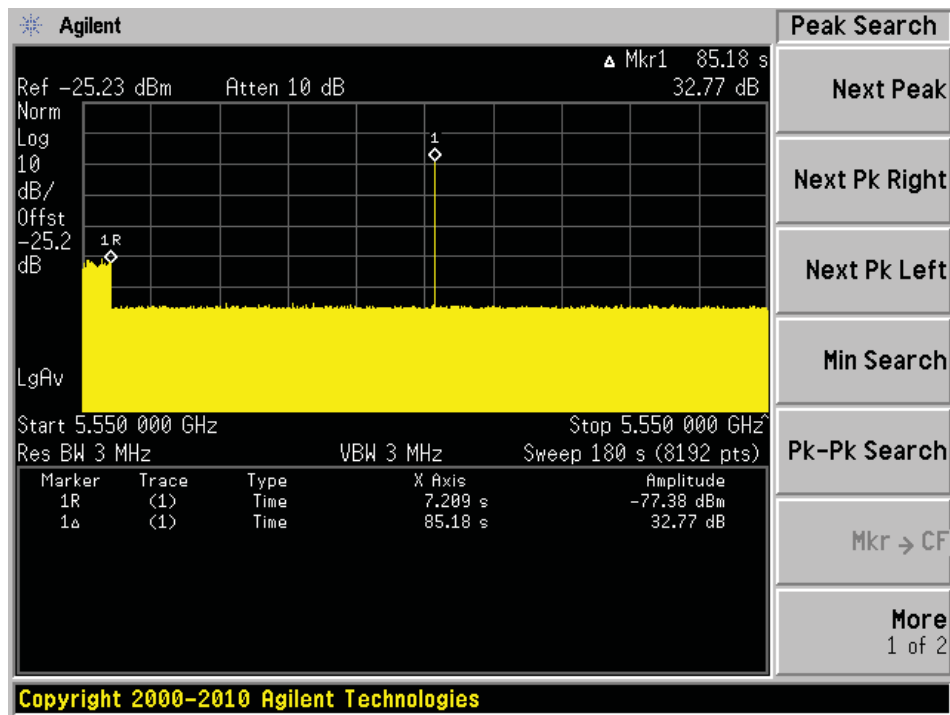 Agilent
Peak Search
Δ Mkr1 85.18 s
Ref -25.23 dBm Atten 10 dB 32.77 dB
Norm
Log
10
dB/
Offst
-25.2
dB
LgAv
1
1R
Start 5.550 000 GHz Stop 5.550 000 GHz^
Res BW 3 MHz VBW 3 MHz Sweep 180 s (8192 pts)
Marker Trace Type X Axis Amplitude
1R (1) Time 7.209 s -77.38 dBm
1Δ (1) Time 85.18 s 32.77 dB
Next Peak
Next Pk Right
Next Pk Left
Min Search
Pk-Pk Search
Mkr → CF
More
1 of 2
Copyright 2000-2010 Agilent Technologies